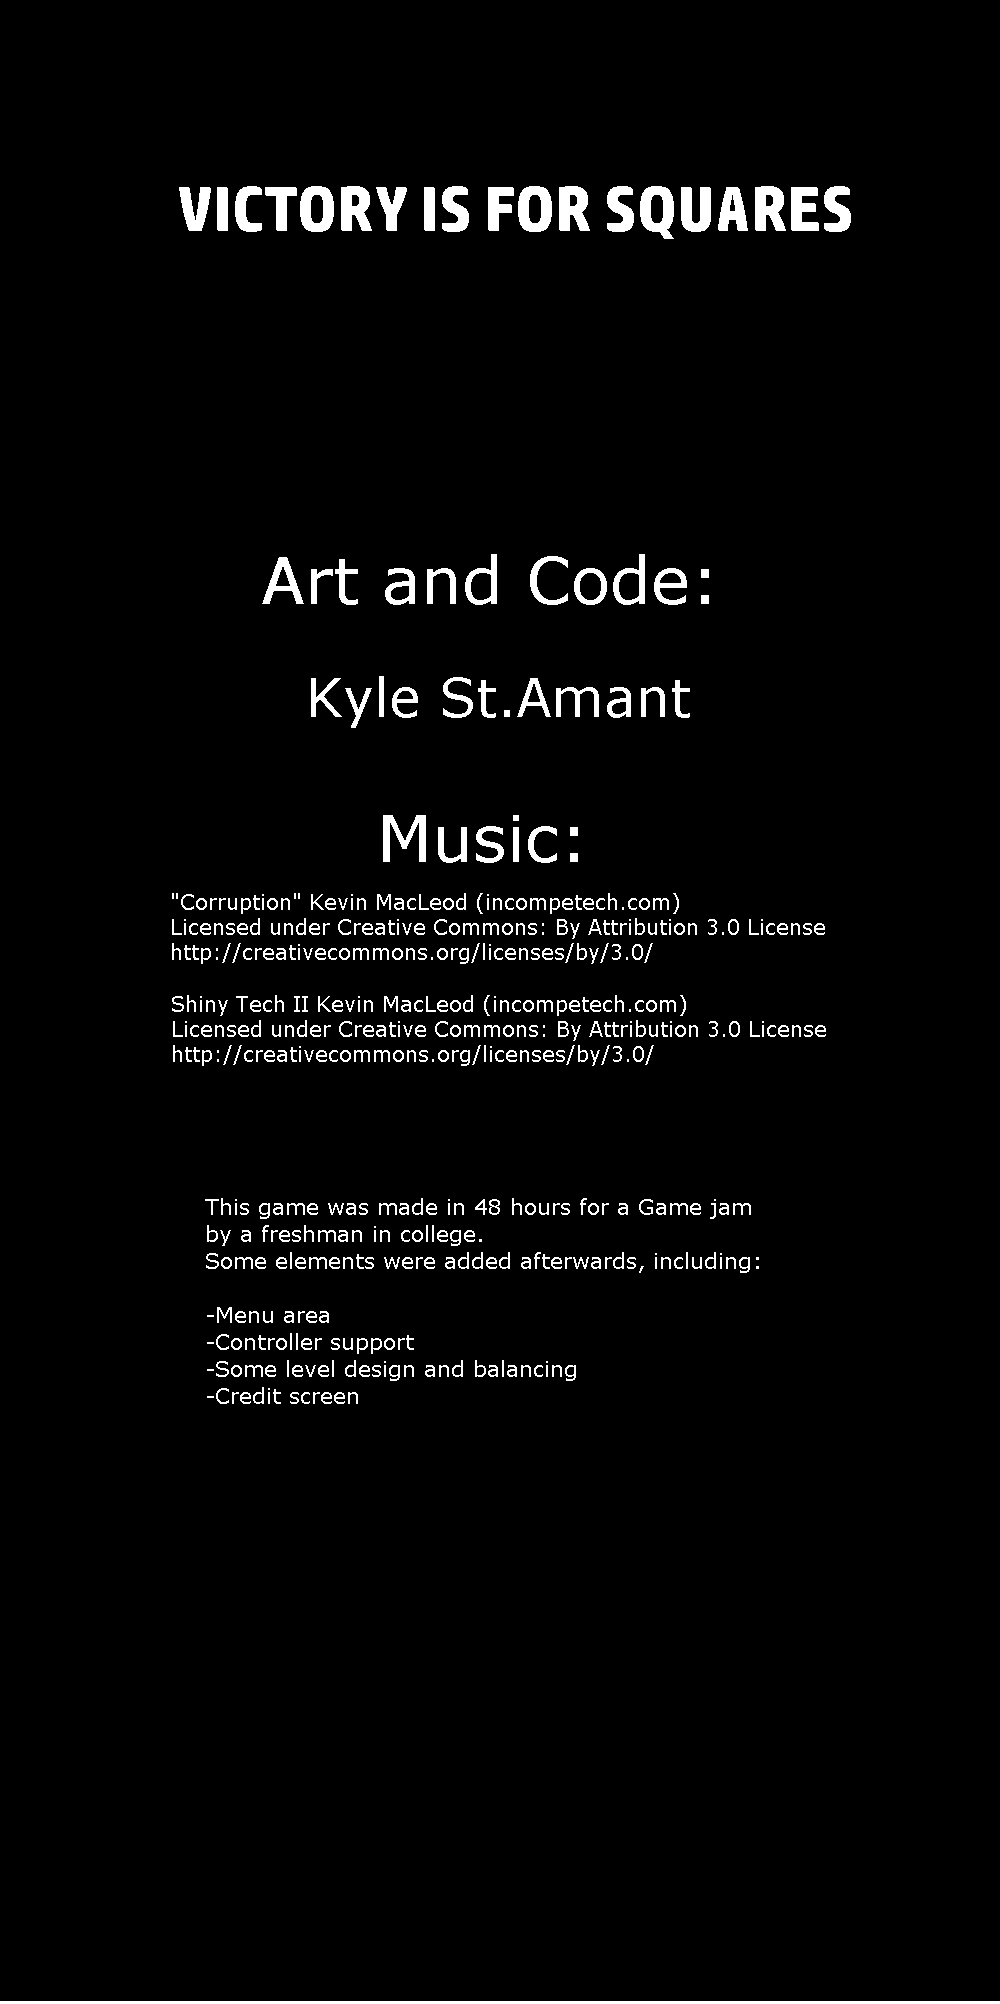 VICTORY IS FOR SQUARES
Art and Code:
Kyle St.Amant
Music:
"Corruption" Kevin MacLeod (incompetech.com)
Licensed under Creative Commons: By Attribution 3.0 License
http://creativecommons.org/licenses/by/3.0/
Shiny Tech II Kevin MacLeod (incompetech.com)
Licensed under Creative Commons: By Attribution 3.0 License
http://creativecommons.org/licenses/by/3.0/
This game was made in 48 hours for a Game jam
by a freshman in college.
Some elements were added afterwards, including:
-Menu area
-Controller support
-Some level design and balancing
-Credit screen